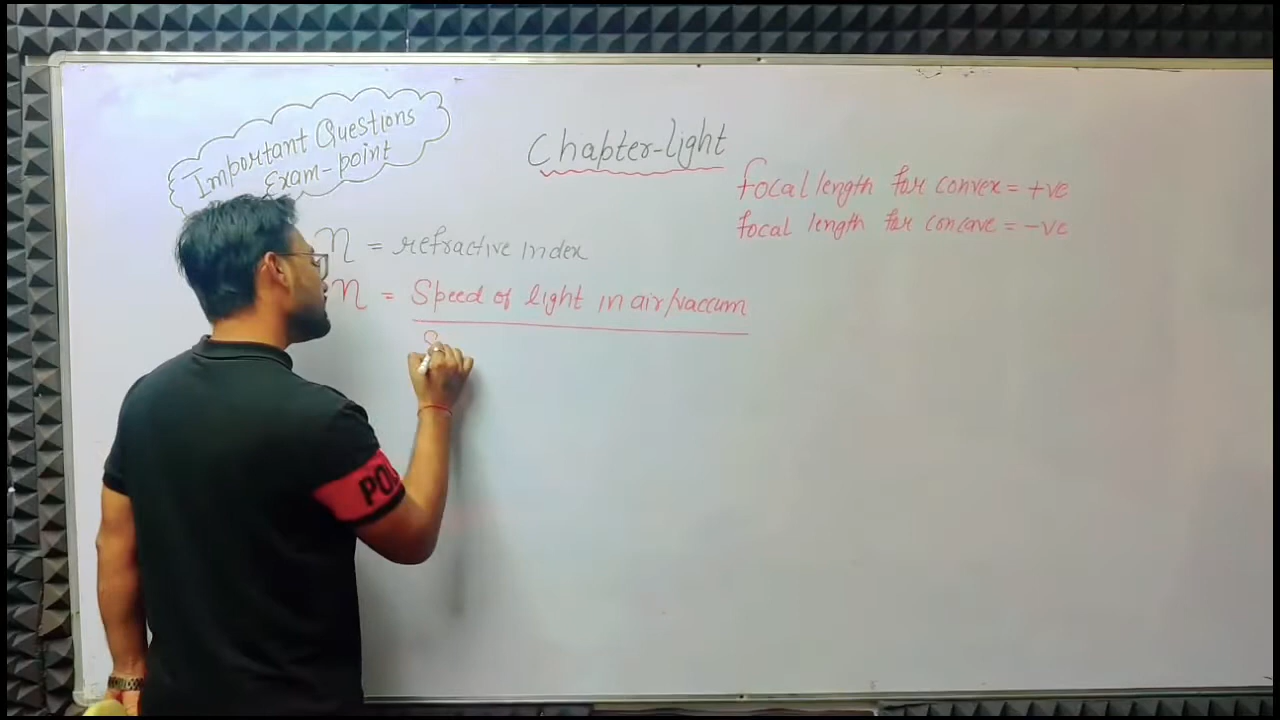 Important Questions
Exam-point
Chapter-light
focal length for convex = +ve
focal length for concave = -ve
n = refractive index
n = Speed of light in air/vaccum
S